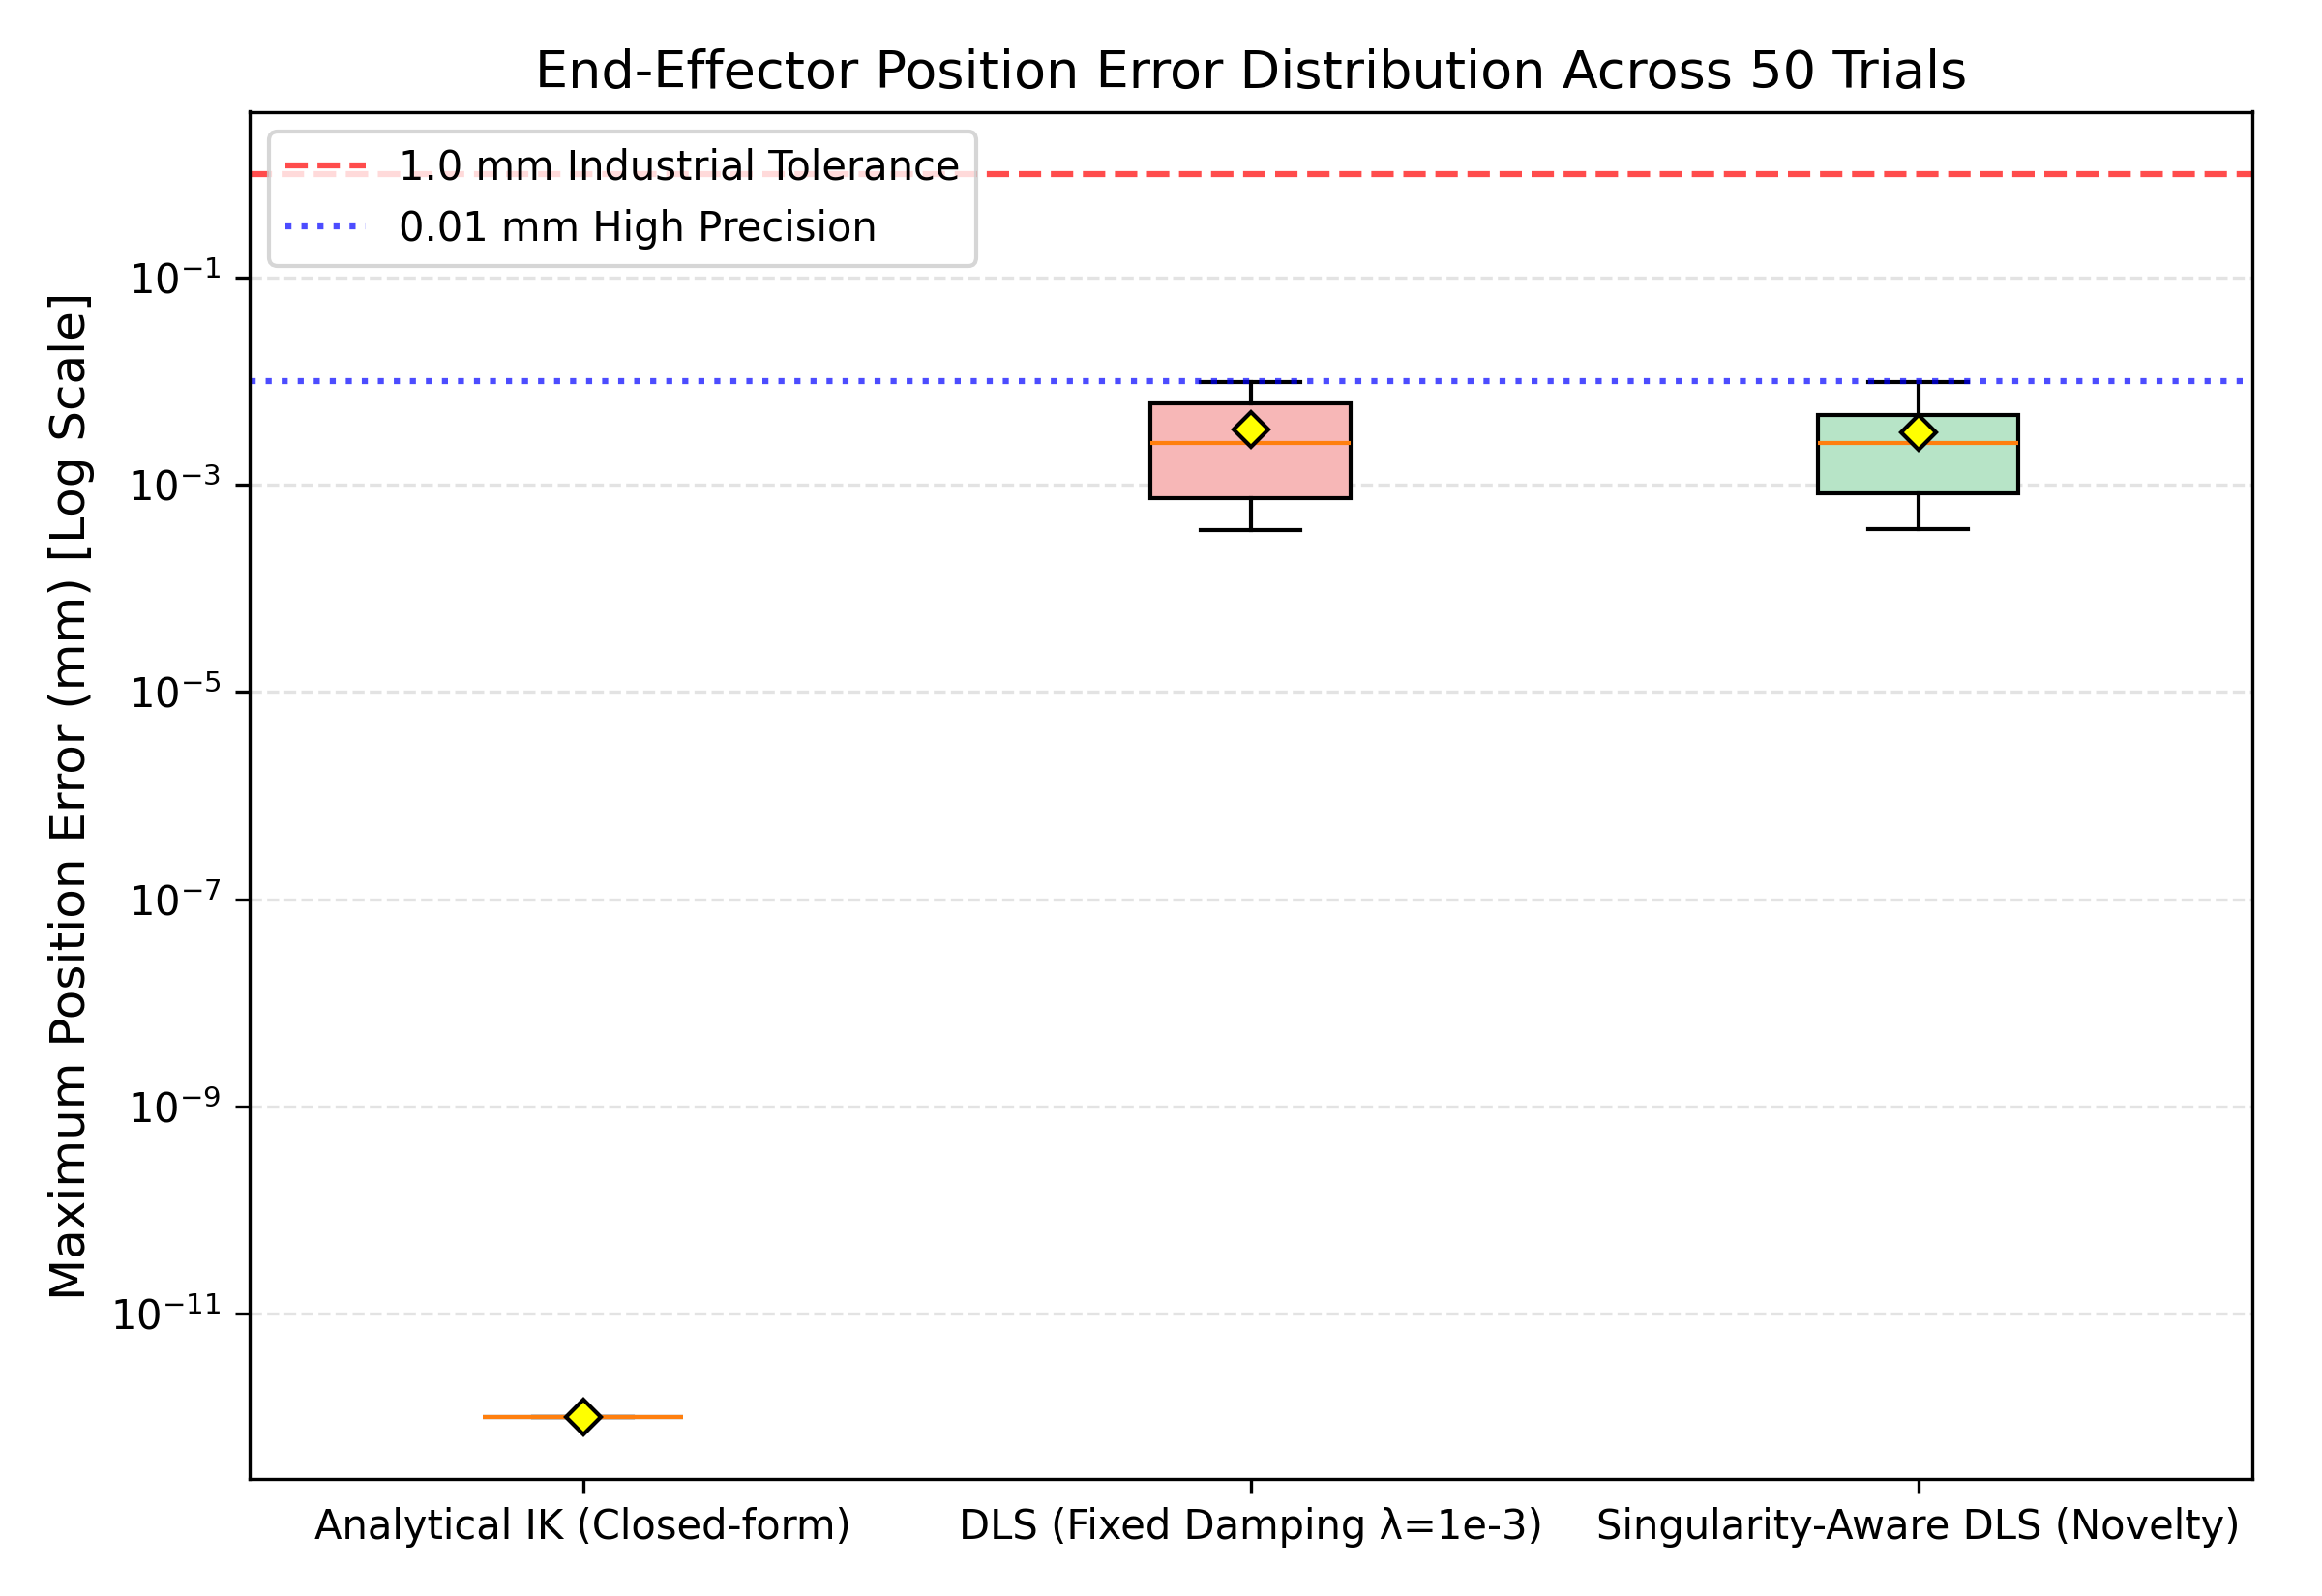 End-Effector Position Error Distribution Across 50 Trials
1.0 mm Industrial Tolerance
0.01 mm High Precision
Maximum Position Error (mm) [Log Scale]
10⁻¹
10⁻³
10⁻⁵
10⁻⁷
10⁻⁹
10⁻¹¹
Analytical IK (Closed-form)
DLS (Fixed Damping λ=1e-3)
Singularity-Aware DLS (Novelty)